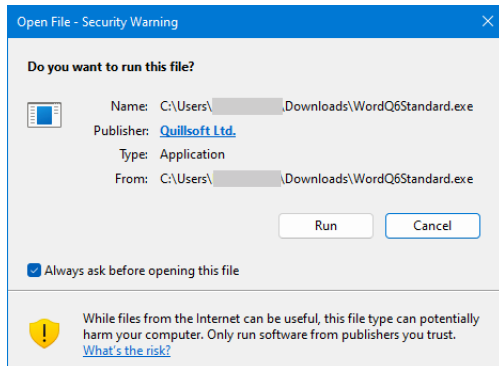 Open File - Security Warning
Do you want to run this file?
Name: C:\Users\ \Downloads\WordQ6Standard.exe
Publisher: Quillsoft Ltd.
Type: Application
From: C:\Users\ \Downloads\WordQ6Standard.exe
Run Cancel
Always ask before opening this file
While files from the Internet can be useful, this file type can potentially
harm your computer. Only run software from publishers you trust.
What's the risk?